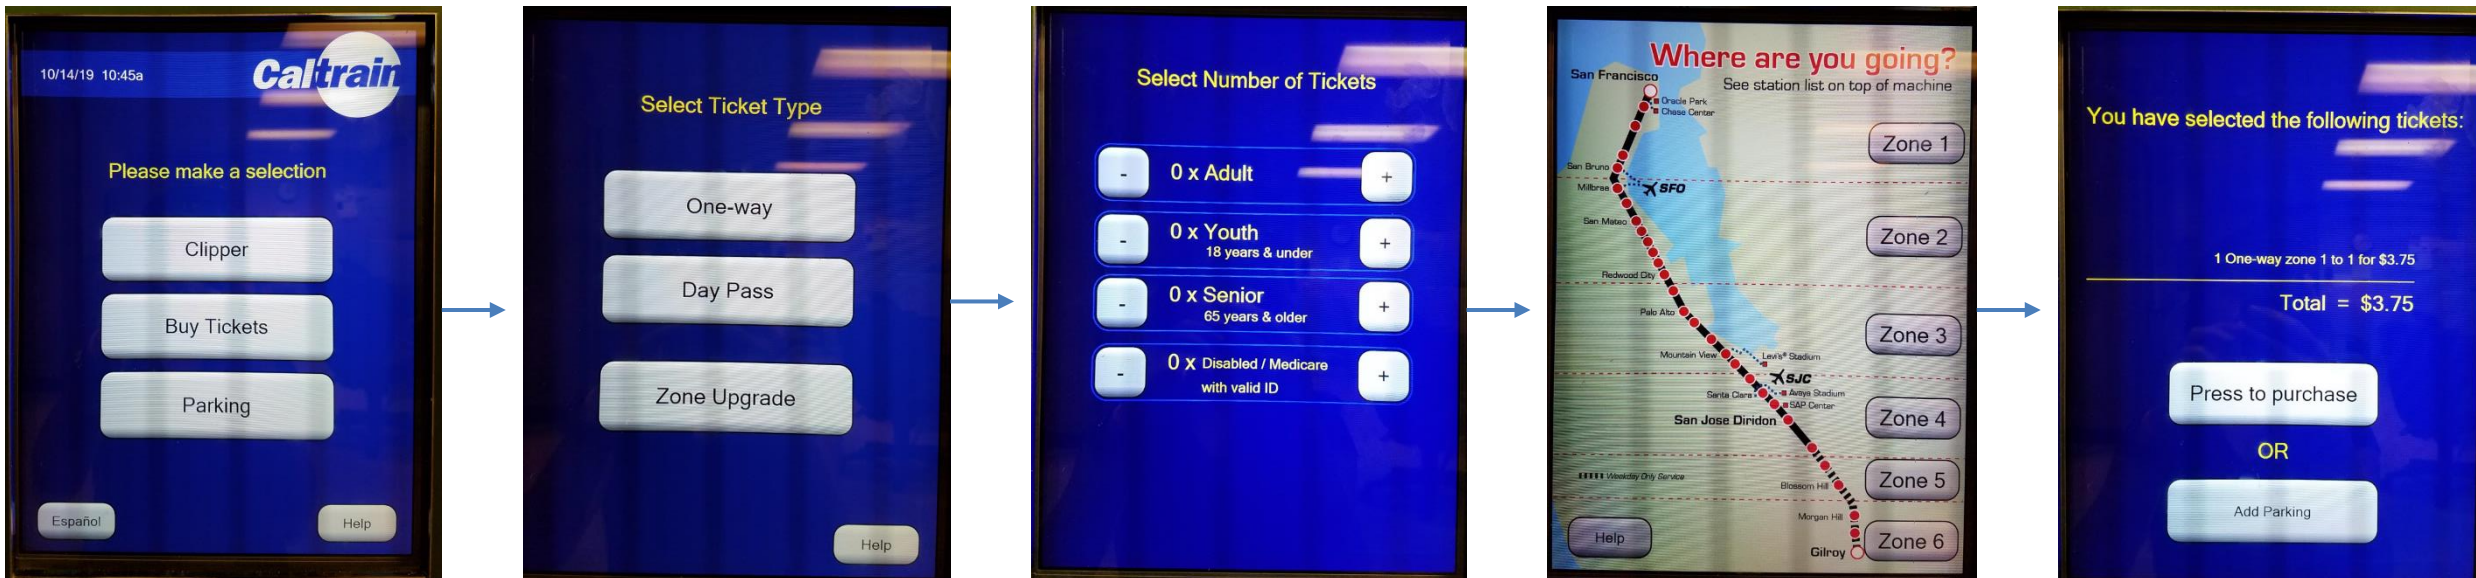 10/14/19 10:45a
Caltrain
Please make a selection
Clipper
Buy Tickets
Parking
Español
Help
Select Ticket Type
One-way
Day Pass
Zone Upgrade
Help
Select Number of Tickets
- 0 x Adult +
- 0 x Youth +
18 years & under
- 0 x Senior +
65 years & older
- 0 x Disabled / Medicare +
with valid ID
Where are you going?
See station list on top of machine
San Francisco
Oracle Park
Chase Center
Zone 1
San Bruno
Millbrae
SFO
San Mateo
Zone 2
Redwood City
Palo Alto
Zone 3
Mountain View
Levi's® Stadium
SJC
Santa Clara
Avaya Stadium
SAP Center
San Jose Diridon
Zone 4
Weekday Only Service
Blossom Hill
Zone 5
Morgan Hill
Gilroy
Zone 6
Help
You have selected the following tickets:
1 One-way zone 1 to 1 for $3.75
Total = $3.75
Press to purchase
OR
Add Parking